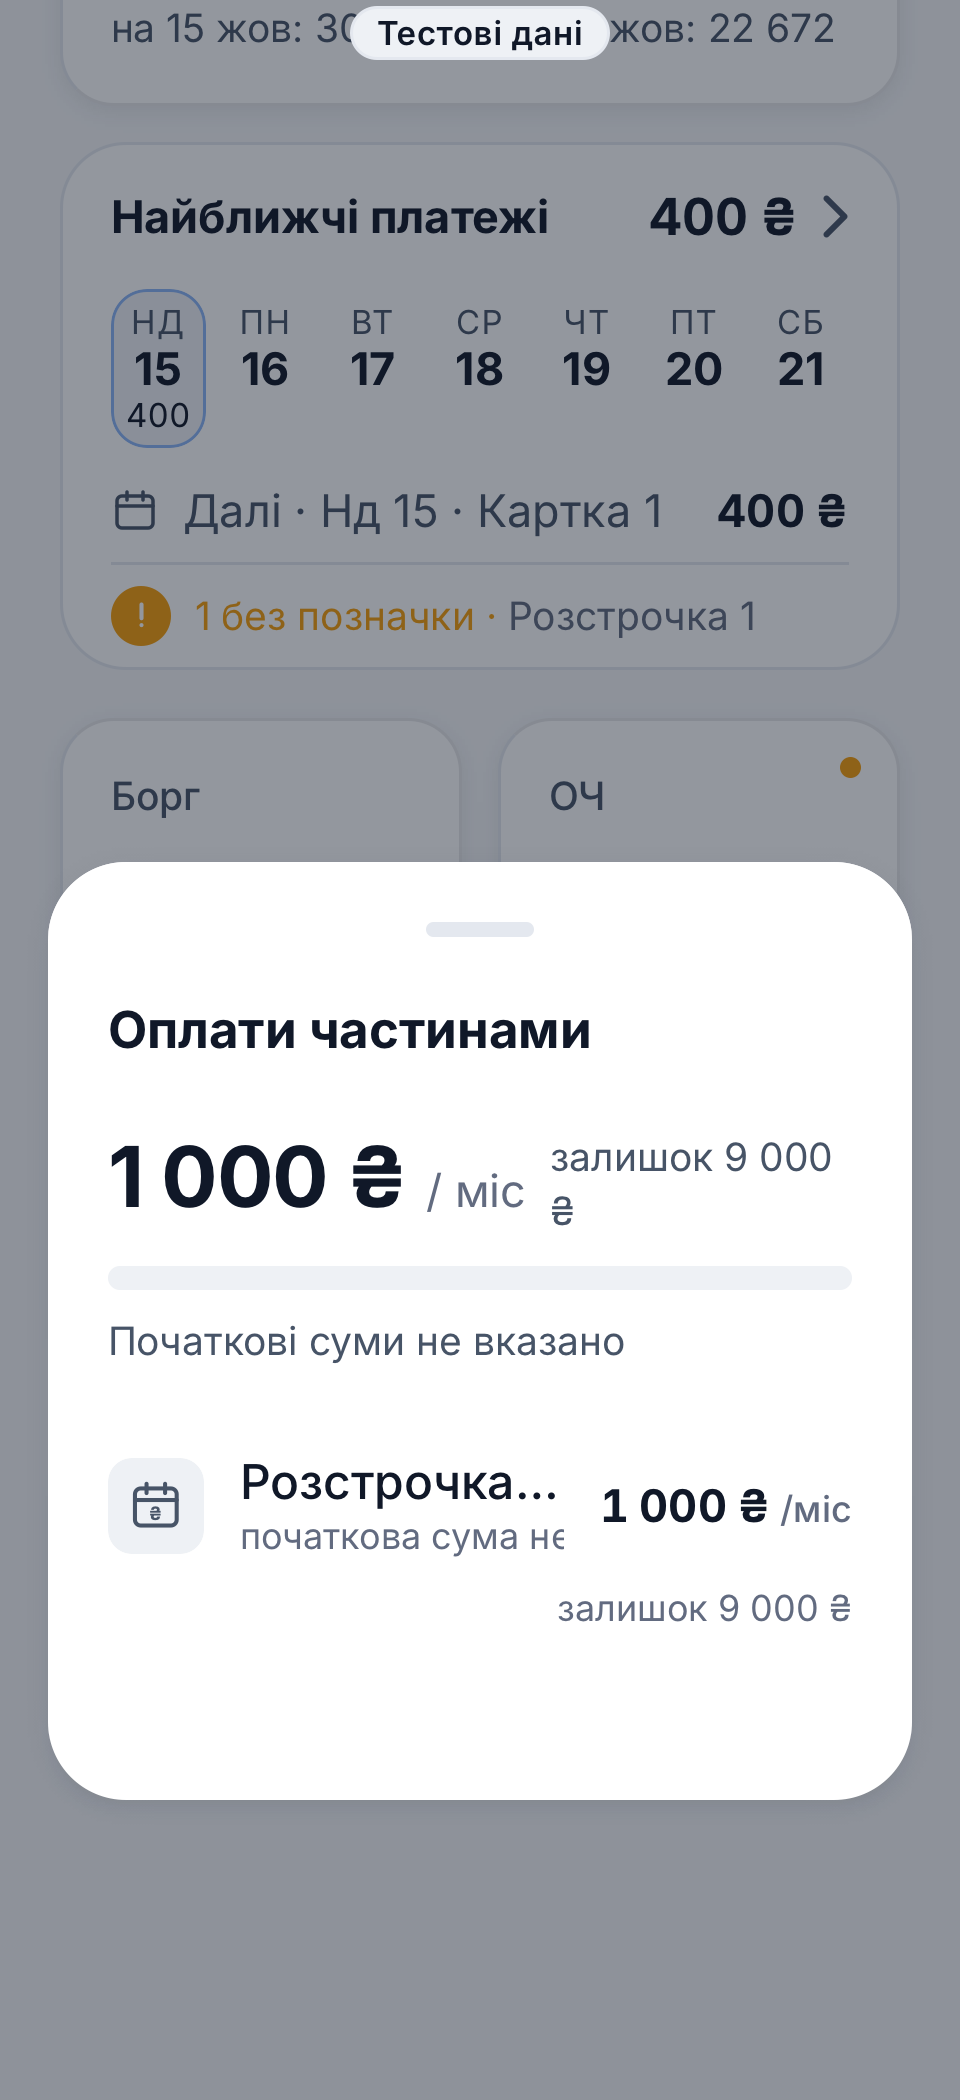 Тестові дані
на 15 жов: 30 жов: 22 672
Найближчі платежі 400 ₴
НД ПН ВТ СР ЧТ ПТ СБ
15 16 17 18 19 20 21
400
Далі · Нд 15 · Картка 1 400 ₴
! 1 без позначки · Розстрочка 1
Борг ОЧ
Оплати частинами
1 000 ₴ / міс залишок 9 000
₴
Початкові суми не вказано
₴ Розстрочка... 1 000 ₴ /міс
початкова сума не
залишок 9 000 ₴